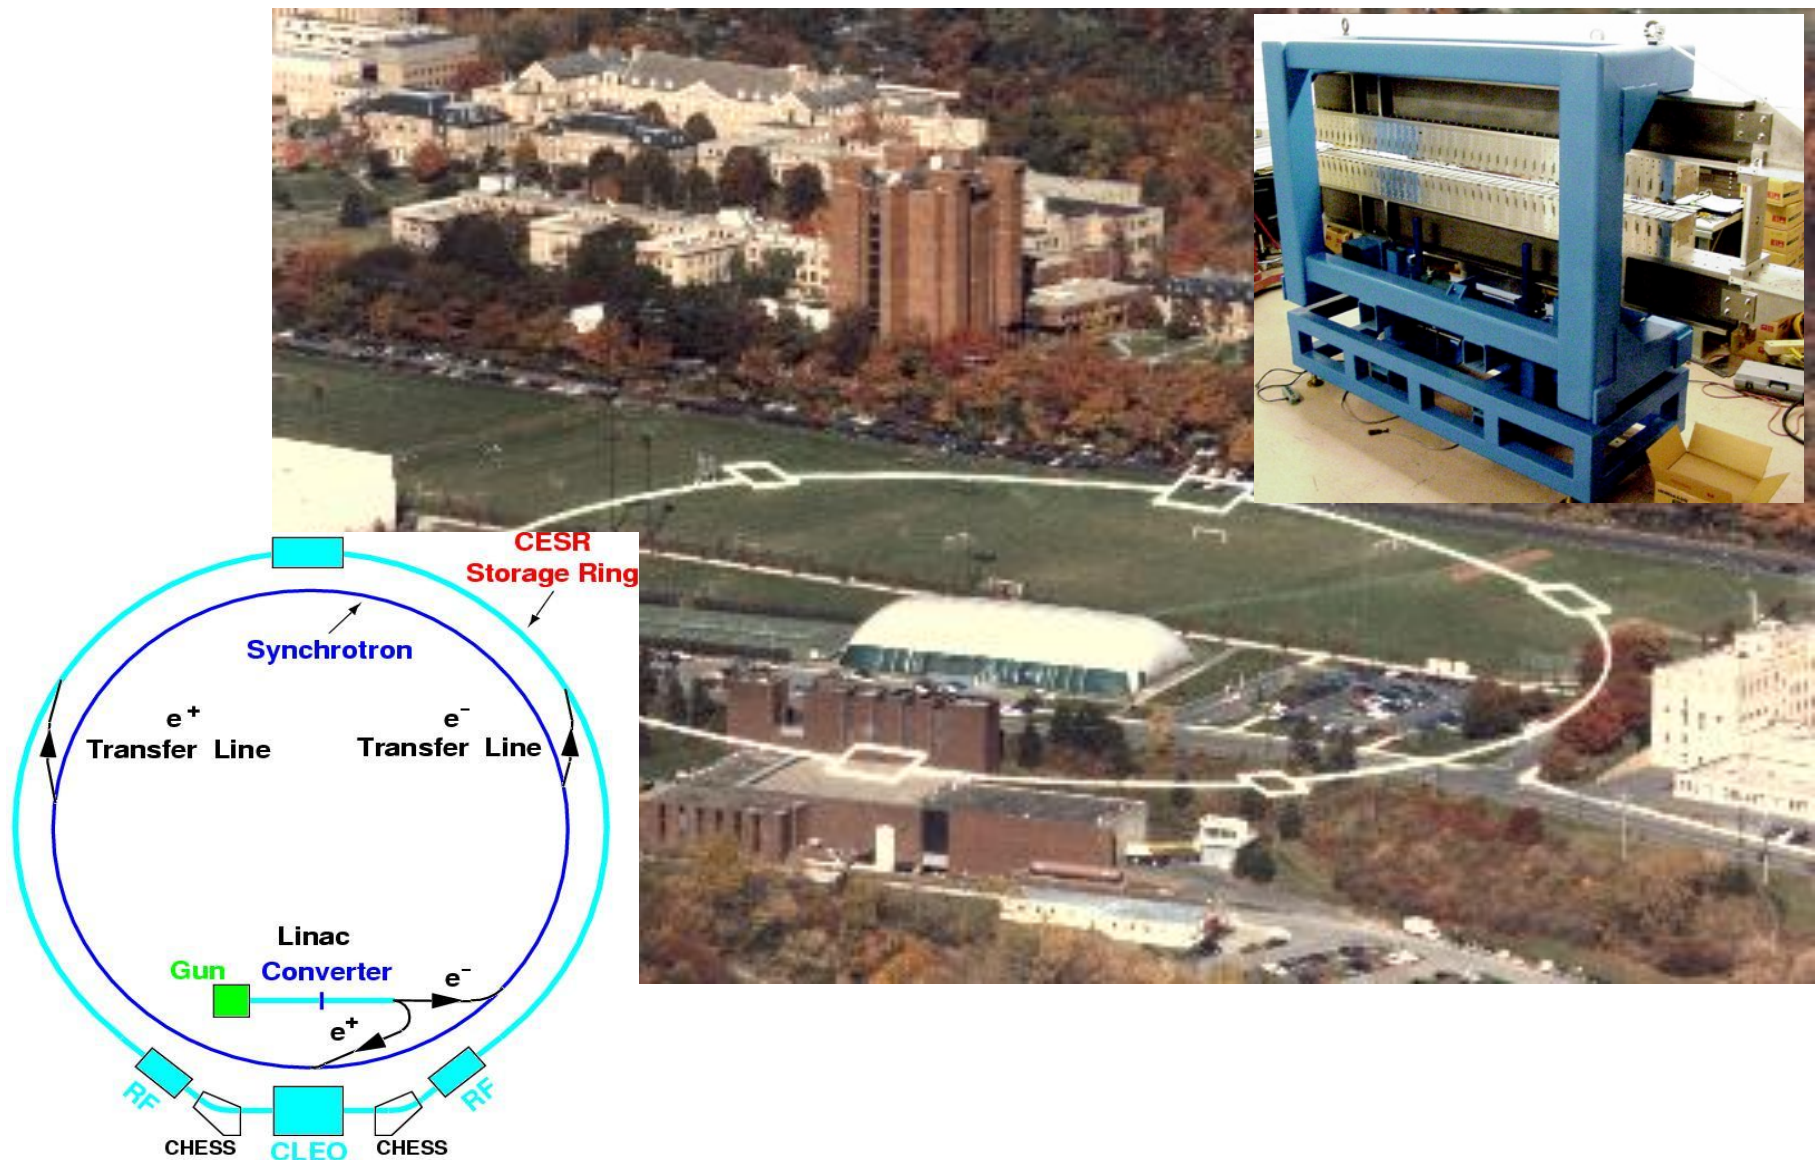 CESR
Storage Ring
Synchrotron
e+
Transfer Line
e−
Transfer Line
Linac
Gun
Converter
e−
e+
RF
RF
CHESS
CLEO
CHESS